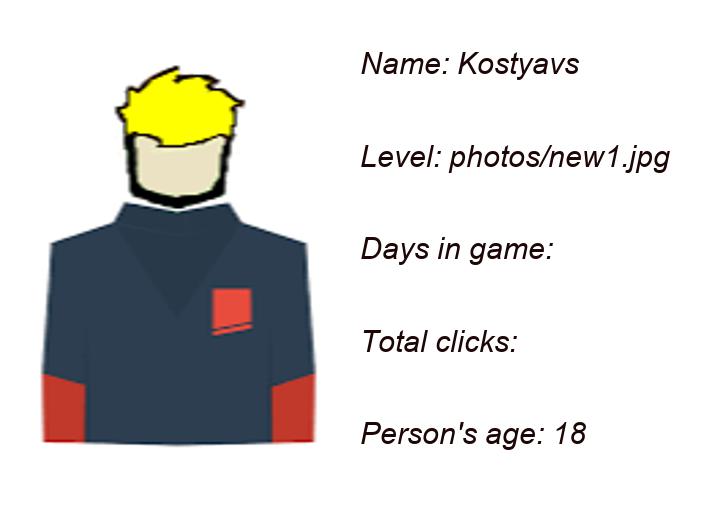 Name: Kostyavs
Level: photos/new1.jpg
Days in game:
Total clicks:
Person's age: 18